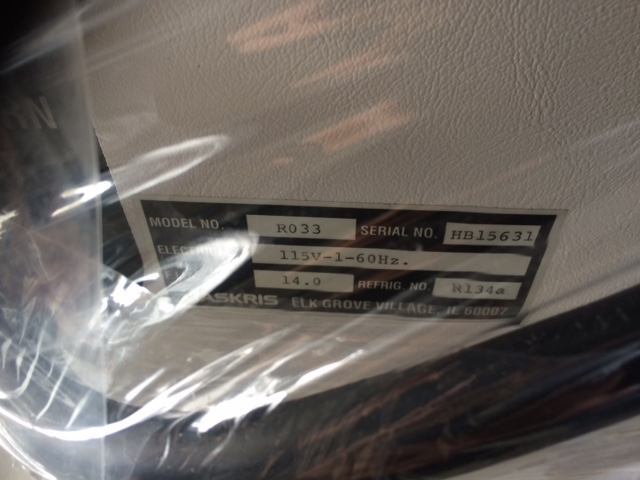 MODEL NO. R033 SERIAL NO. HB15631
115V-1-60Hz.
14.0 REFRIG. NO R134a
ELK GROVE VILLAGE, IL 60007